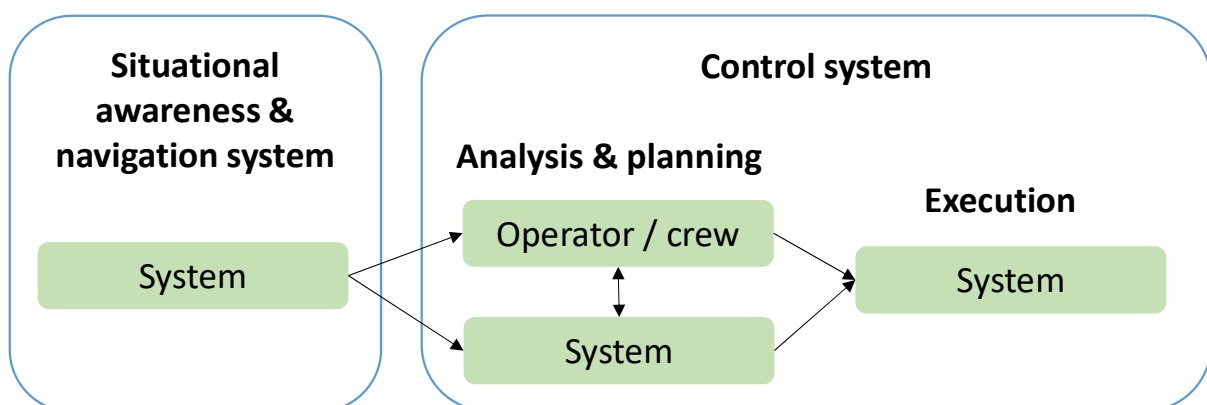 Situational
awareness &
navigation system
System
Control system
Analysis & planning
Operator / crew
System
Execution
System